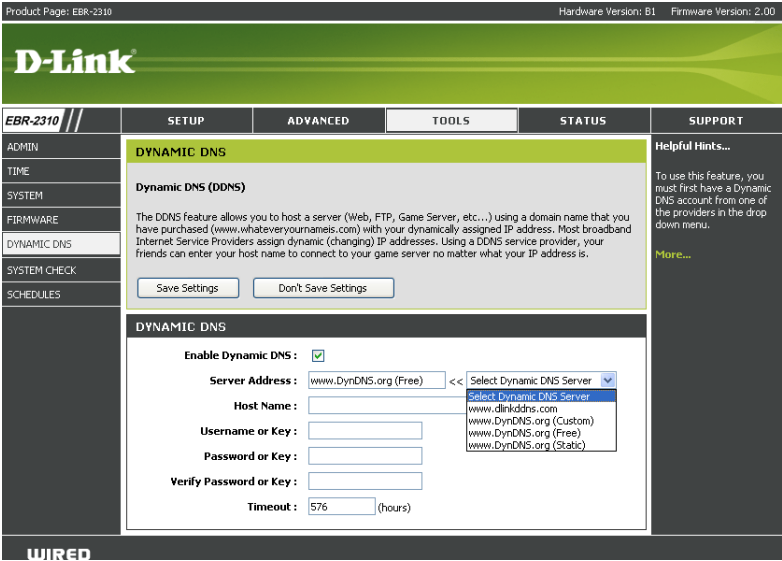 Product Page: EBR-2310
Hardware Version: B1 Firmware Version: 2.00
D-Link
EBR-2310
SETUP
ADVANCED
TOOLS
STATUS
SUPPORT
ADMIN
TIME
SYSTEM
FIRMWARE
DYNAMIC DNS
SYSTEM CHECK
SCHEDULES
DYNAMIC DNS
Dynamic DNS (DDNS)
The DDNS feature allows you to host a server (Web, FTP, Game Server, etc...) using a domain name that you
have purchased (www.whateveryournameis.com) with your dynamically assigned IP address. Most broadband
Internet Service Providers assign dynamic (changing) IP addresses. Using a DDNS service provider, your
friends can enter your host name to connect to your game server no matter what your IP address is.
Save Settings
Don't Save Settings
DYNAMIC DNS
Enable Dynamic DNS :
Server Address : www.DynDNS.org (Free) << Select Dynamic DNS Server
Select Dynamic DNS Server
www.dlinkddns.com
www.DynDNS.org (Custom)
www.DynDNS.org (Free)
www.DynDNS.org (Static)
Host Name :
Username or Key :
Password or Key :
Verify Password or Key :
Timeout : 576 (hours)
Helpful Hints...
To use this feature, you
must first have a Dynamic
DNS account from one of
the providers in the drop
down menu.
More...
WIRED